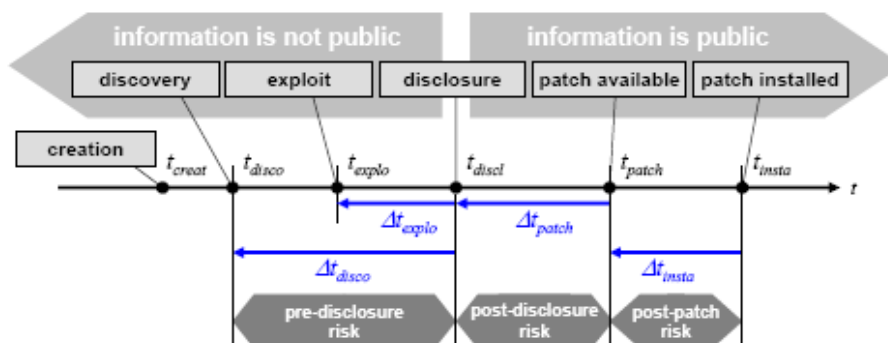 information is not public
information is public
discovery
exploit
disclosure
patch available
patch installed
creation
t_creat
t_disco
t_explo
t_discl
t_patch
t_insta
t
Δt_explo
Δt_patch
Δt_disco
Δt_insta
pre-disclosure
risk
post-disclosure
risk
post-patch
risk